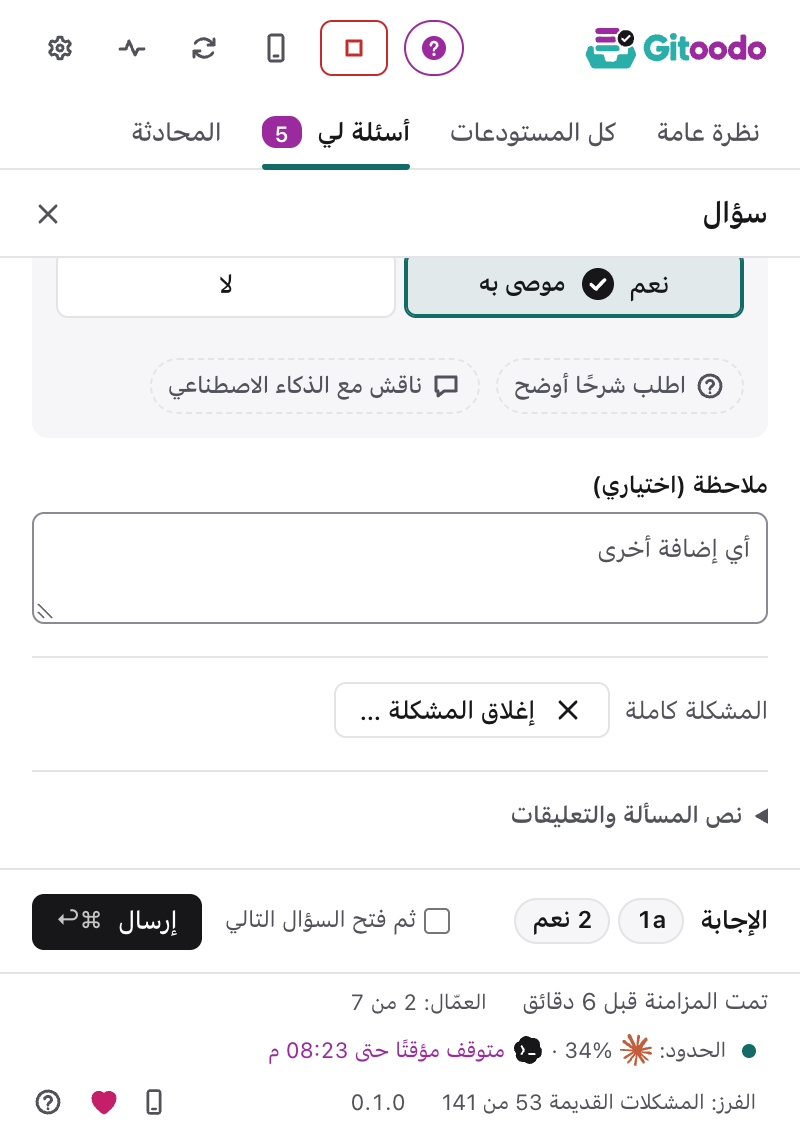 Gitoodo
نظرة عامة
كل المستودعات
أسئلة لي 5
المحادثة
سؤال
نعم موصى به
لا
اطلب شرحًا أوضح
ناقش مع الذكاء الاصطناعي
ملاحظة (اختياري)
أي إضافة أخرى
المشكلة كاملة
إغلاق المشكلة ...
نص المسألة والتعليقات
الإجابة 1a 2 نعم ثم فتح السؤال التالي إرسال ⌘↩
تمت المزامنة قبل 6 دقائق العمّال: 2 من 7
الحدود: 34% · متوقف مؤقتًا حتى 08:23 م
الفرز: المشكلات القديمة 53 من 141 0.1.0